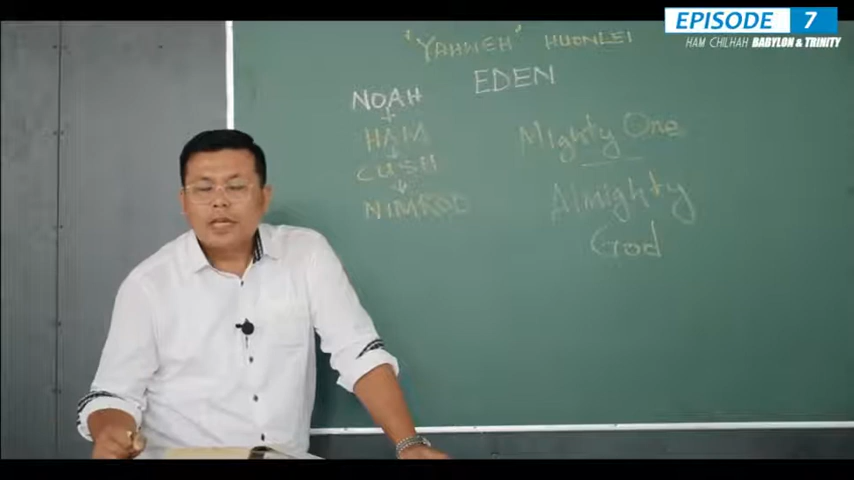 EPISODE 7
HAM CHILHAH BABYLON & TRINITY
"YAHWEH" HUONLEI
EDEN
NOAH
HAM
CUSH
NIMROD
Mighty One
Almighty
God